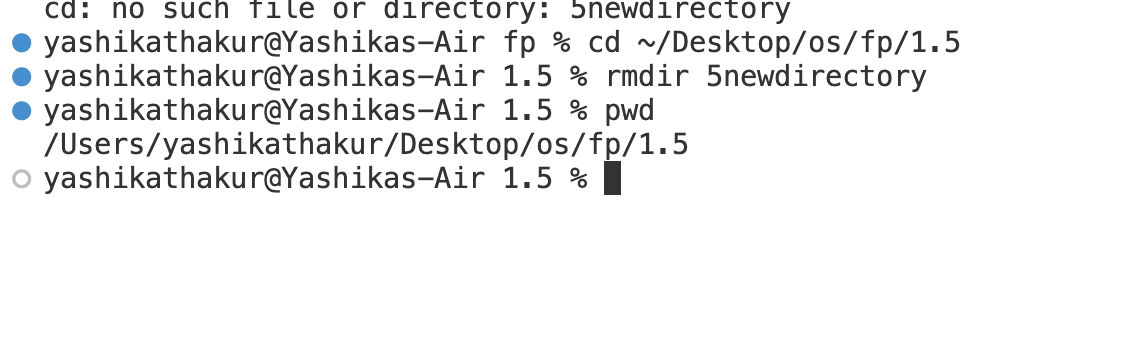 cd: no such file or directory: 5newdirectory
yashikathakur@Yashikas-Air fp % cd ~/Desktop/os/fp/1.5
yashikathakur@Yashikas-Air 1.5 % rmdir 5newdirectory
yashikathakur@Yashikas-Air 1.5 % pwd
/Users/yashikathakur/Desktop/os/fp/1.5
yashikathakur@Yashikas-Air 1.5 %